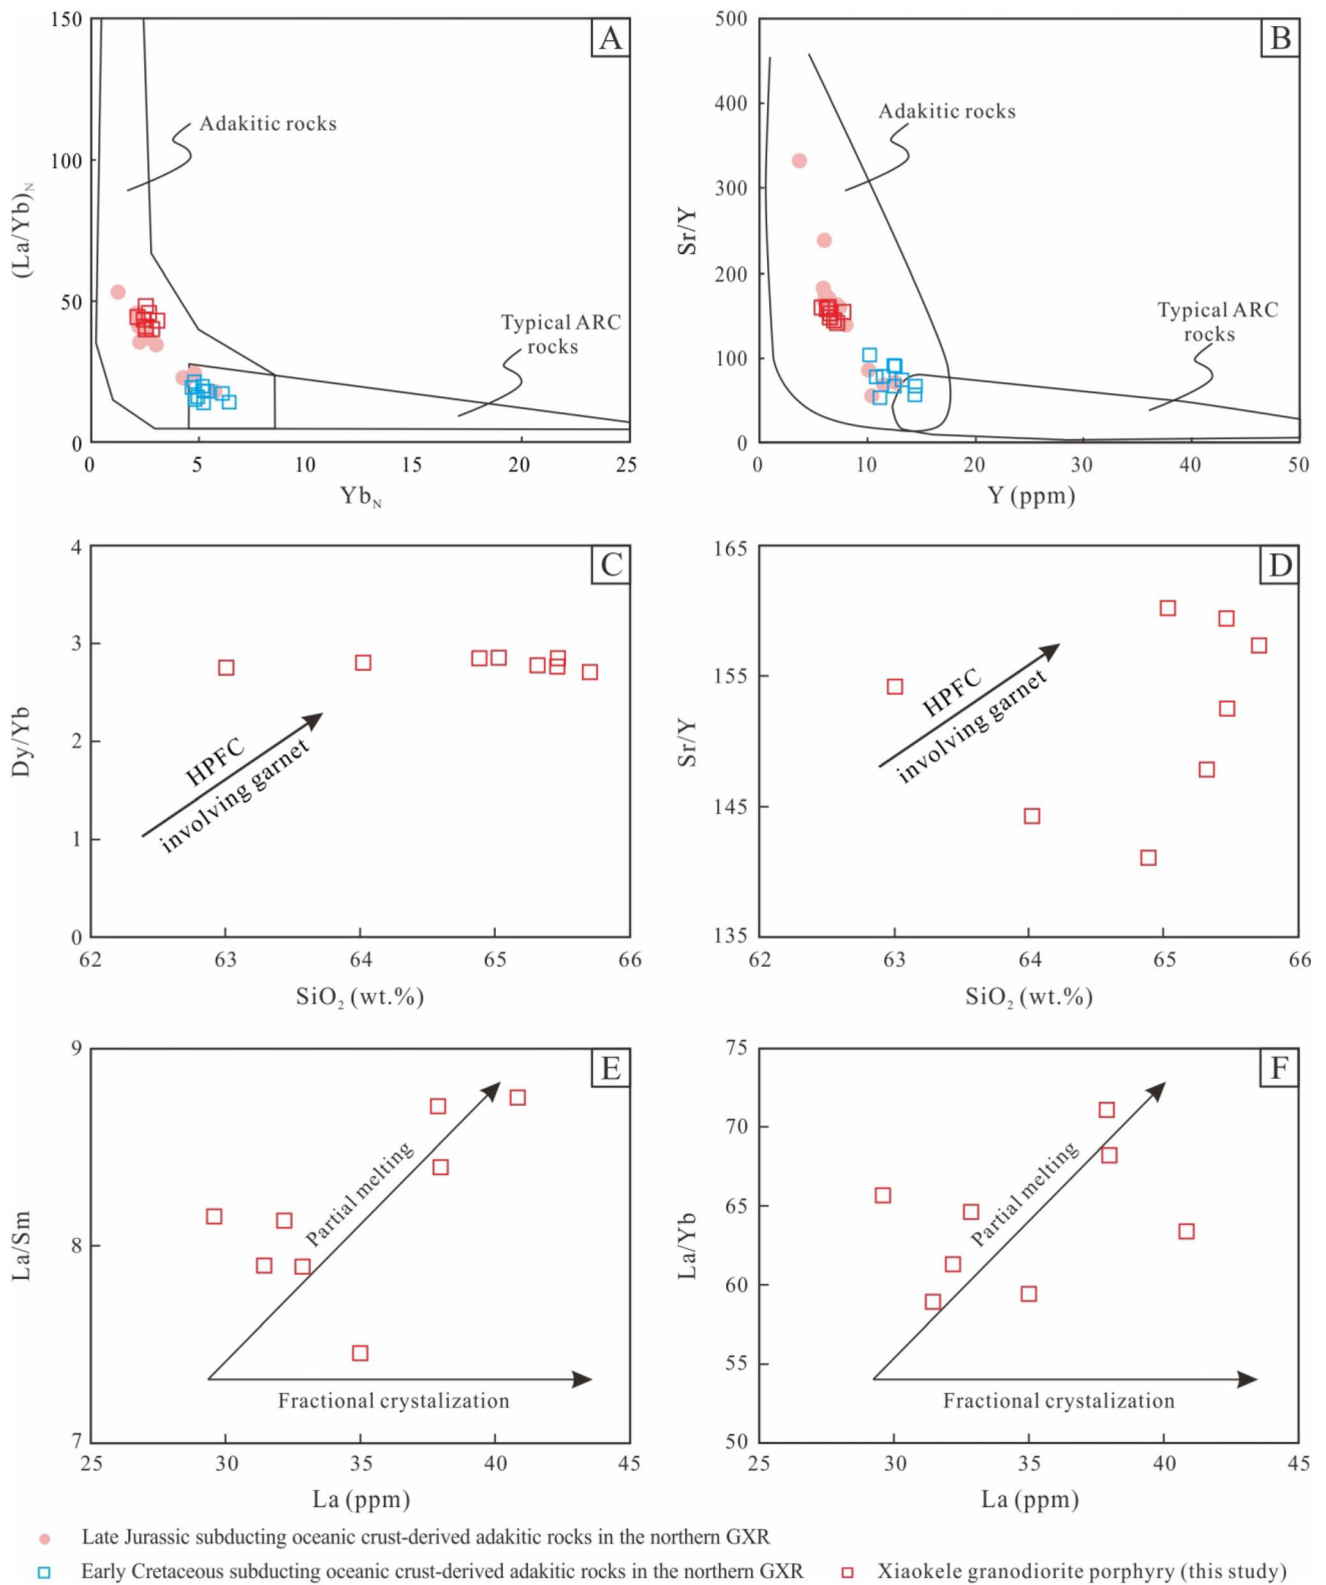 A
150
100
50
0
(La/Yb)N
Adakitic rocks
Typical ARC
rocks
0 5 10 15 20 25
YbN
B
500
400
300
200
100
0
Sr/Y
Adakitic rocks
Typical ARC
rocks
0 10 20 30 40 50
Y (ppm)
C
4
3
2
1
0
Dy/Yb
HPFC
involving garnet
62 63 64 65 66
SiO2 (wt.%)
D
165
155
145
135
Sr/Y
HPFC
involving garnet
62 63 64 65 66
SiO2 (wt.%)
E
9
8
7
La/Sm
Partial melting
Fractional crystalization
25 30 35 40 45
La (ppm)
F
75
70
65
60
55
50
La/Yb
Partial melting
Fractional crystalization
25 30 35 40 45
La (ppm)
Late Jurassic subducting oceanic crust-derived adakitic rocks in the northern GXR
Early Cretaceous subducting oceanic crust-derived adakitic rocks in the northern GXR
Xiaokele granodiorite porphyry (this study)